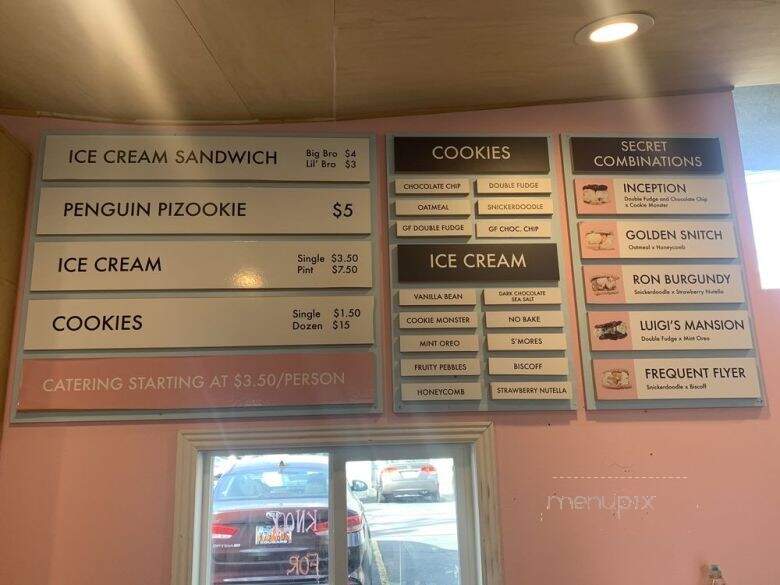 ICE CREAM SANDWICH
Big Bro $4
Lil' Bro $3
PENGUIN PIZOOKIE $5
ICE CREAM
Single $3.50
Pint $7.50
COOKIES
Single $1.50
Dozen $15
CATERING STARTING AT $3.50/PERSON
COOKIES
CHOCOLATE CHIP DOUBLE FUDGE
OATMEAL SNICKERDOODLE
GF DOUBLE FUDGE GF CHOC. CHIP
ICE CREAM
VANILLA BEAN DARK CHOCOLATE
SEA SALT
COOKIE MONSTER NO BAKE
MINT OREO S'MORES
FRUITY PEBBLES BISCOFF
HONEYCOMB STRAWBERRY NUTELLA
SECRET
COMBINATIONS
INCEPTION
Double Fudge and Chocolate Chip
x Cookie Monster
GOLDEN SNITCH
Oatmeal x Honeycomb
RON BURGUNDY
Snickerdoodle x Strawberry Nutella
LUIGI'S MANSION
Double Fudge x Mint Oreo
FREQUENT FLYER
Snickerdoodle x Biscoff
KNOCK
FOR
menupix